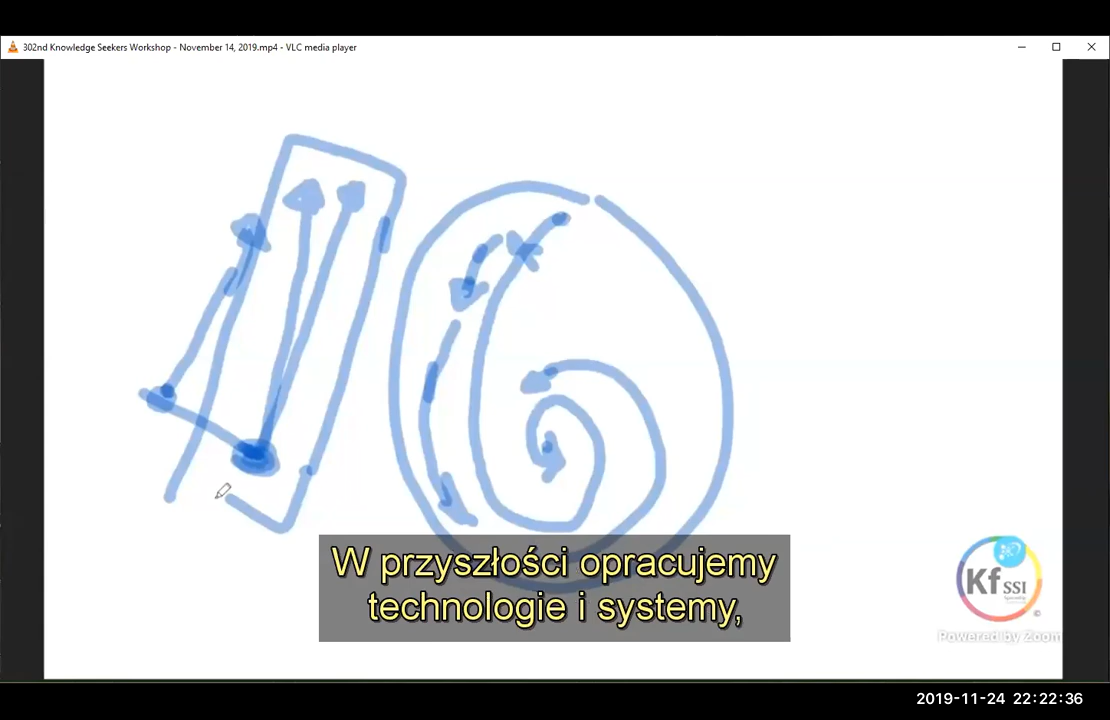 302nd Knowledge Seekers Workshop - November 14, 2019.mp4 - VLC media player
W przyszłości opracujemy
technologie i systemy,
Kf SSI
©
Powered by Zoom
2019-11-24 22:22:36